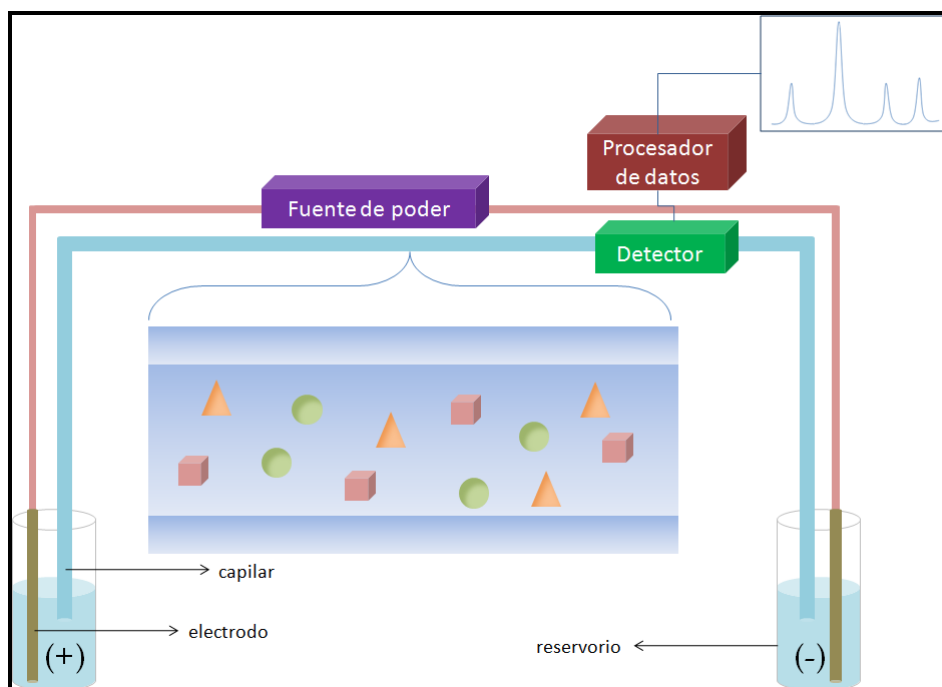 Procesador
de datos
Fuente de poder
Detector
capilar
electrodo
(+)
reservorio
(-)